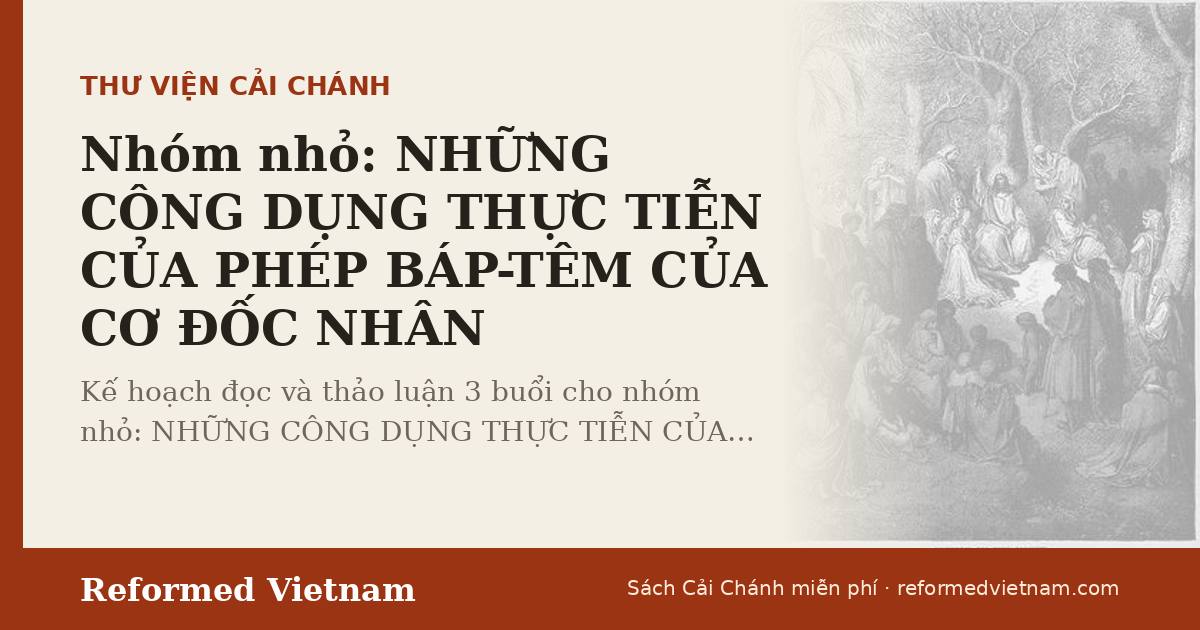 THƯ VIỆN CẢI CHÁNH
Nhóm nhỏ: NHỮNG
CÔNG DỤNG THỰC TIỄN
CỦA PHÉP BÁP-TÊM CỦA
CƠ ĐỐC NHÂN
Kế hoạch đọc và thảo luận 3 buổi cho nhóm
nhỏ: NHỮNG CÔNG DỤNG THỰC TIỄN CỦA...
Reformed Vietnam
Sách Cải Chánh miễn phí · reformedvietnam.com